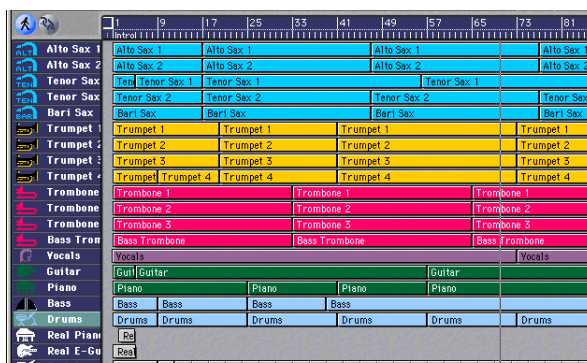 1 9 17 25 33 41 49 57 65 73 81
Intro
Alto Sax 1 Alto Sax 1 Alto Sax 1 Alto Sax 1 Alto Sax
Alto Sax 2 Alto Sax 2 Alto Sax 2 Alto Sax 2 Alto Sax 2
Tenor Sax Ten Tenor Sax 1 Tenor Sax 1 Tenor Sax 1
Tenor Sax Tenor Sax 2 Tenor Sax 2 Tenor Sax 2 Tenor Sax
Bari Sax Bari Sax Bari Sax Bari Sax Bari Sax
Trumpet 1 Trumpet 1 Trumpet 1 Trumpet 1 Trumpet 1
Trumpet 2 Trumpet 2 Trumpet 2 Trumpet 2 Trumpet 2
Trumpet 3 Trumpet 3 Trumpet 3 Trumpet 3 Trumpet 3
Trumpet 4 Trumpet Trumpet 4 Trumpet 4 Trumpet 4 Trumpet 4
Trombone Trombone 1 Trombone 1 Trombone 1
Trombone Trombone 2 Trombone 2 Trombone 2
Trombone Trombone 3 Trombone 3 Trombone 3
Bass Trom Bass Trombone Bass Trombone Bass Trombone
Vocals Vocals Vocals
Guitar Gui Guitar Guitar
Piano Piano Piano Piano Piano
Bass Bass Bass Bass Bass
Drums Drums Drums Drums Drums Drums Drums
Real Pian Re
Real E-Gu Real